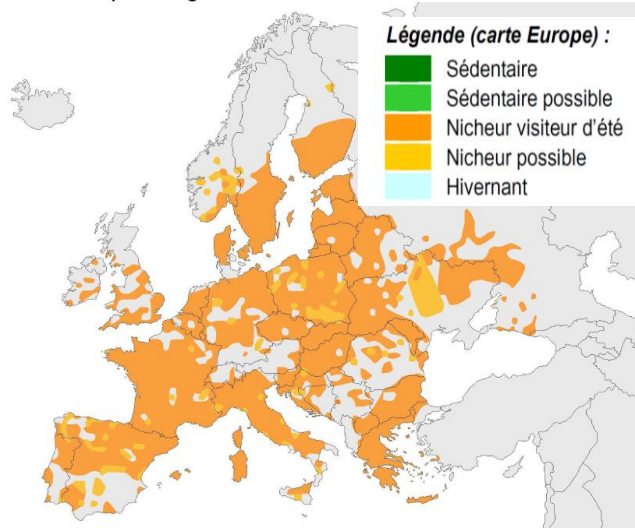 Légende (carte Europe) :
Sédentaire
Sédentaire possible
Nicheur visiteur d'été
Nicheur possible
Hivernant